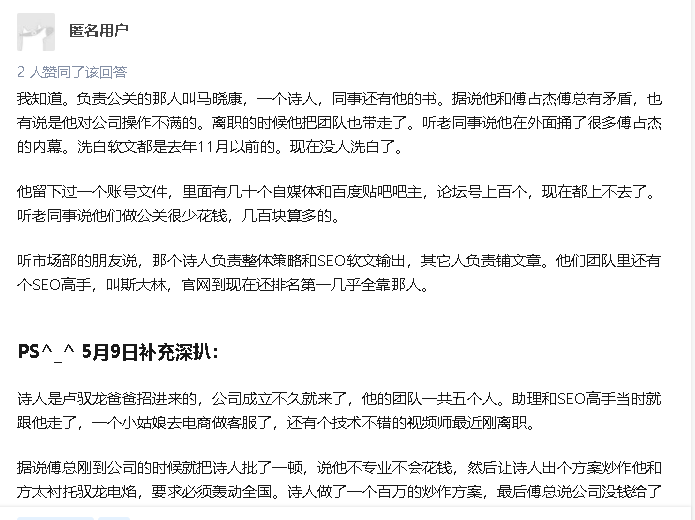 匿名用户
2 人赞同了该回答
我知道。负责公关的那人叫马晓康，一个诗人，同事还有他的书。据说他和傅占杰傅总有矛盾，也
有说是他对公司操作不满的。离职的时候他把团队也带走了。听老同事说他在外面捅了很多傅占杰
的内幕。洗白软文都是去年11月以前的。现在没人洗白了。
他留下过一个账号文件，里面有几十个自媒体和百度贴吧吧主，论坛号上百个，现在都上不去了。
听老同事说他们做公关很少花钱，几百块算多的。
听市场部的朋友说，那个诗人负责整体策略和SEO软文输出，其它人负责铺文章。他们团队里还有
个SEO高手，叫斯大林，官网到现在还排名第一几乎全靠那人。
PS^_^ 5月9日补充深扒：
诗人是卢驭龙爸爸招进来的，公司成立不久就来了，他的团队一共五个人。助理和SEO高手当时就
跟他走了，一个小姑娘去电商做客服了，还有个技术不错的视频师最近刚离职。
据说傅总刚到公司的时候就把诗人批了一顿，说他不专业不会花钱，然后让诗人出个方案炒作他和
方太衬托驭龙电焰，要求必须轰动全国。诗人做了一个百万的炒作方案，最后傅总说公司没钱给了